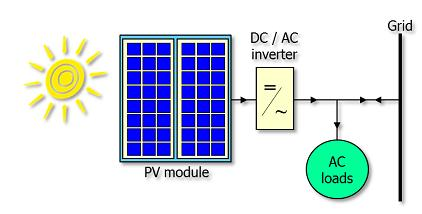 DC / AC
inverter
Grid
=
~
AC
loads
PV module